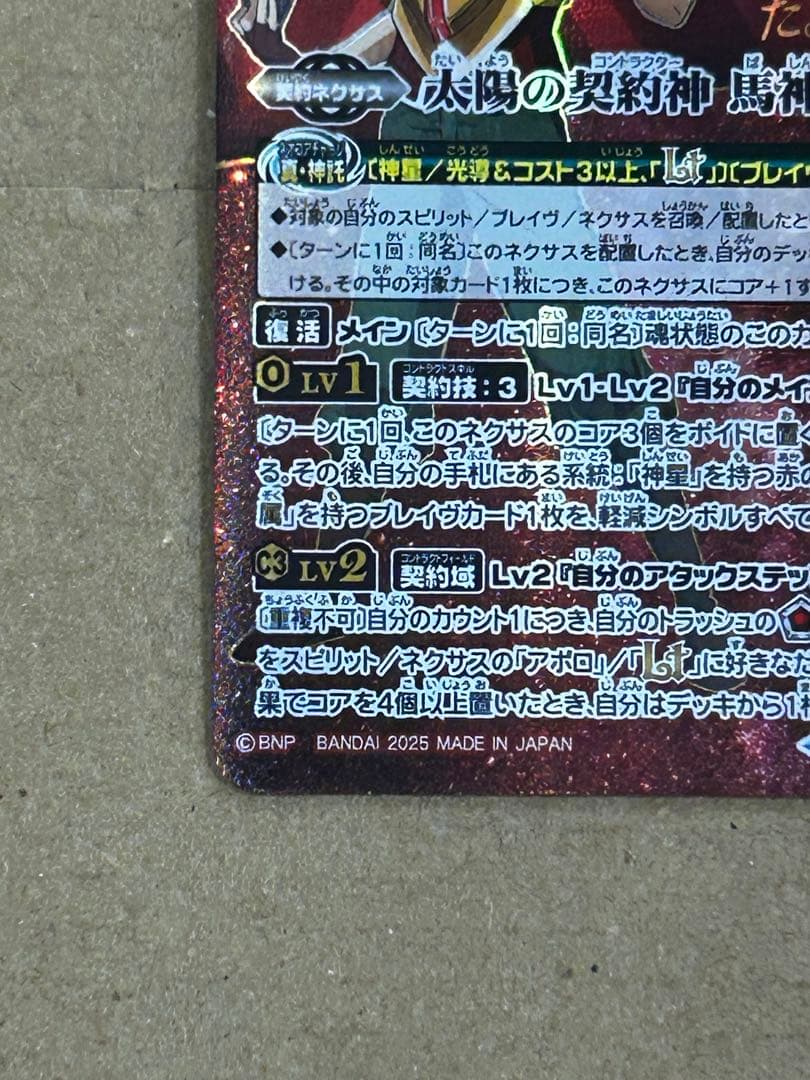 た
契約ネクサス
太陽の契約神 馬神
真・神託 〔神星/光導&コスト3以上、「Lt」〕〔ブレイヴ
◆対象の自分のスピリット/ブレイヴ/ネクサスを召喚/配置したと
◆〔ターンに1回:同名〕このネクサスを配置したとき、自分のデッ
ける。その中の対象カード1枚につき、このネクサスにコア+1す
復活 メイン〔ターンに1回:同名〕魂状態のこのカ
0 LV1 契約技:3 Lv1・Lv2『自分のメイ
〔ターンに1回、このネクサスのコア3個をボイドに置く
る。その後、自分の手札にある系統:「神星」を持つ赤の
属」を持つブレイヴカード1枚を、軽減シンボルすべて
C3 LV2 契約域 Lv2『自分のアタックステッ
〔重複不可〕自分のカウント1につき、自分のトラッシュの
をスピリット/ネクサスの「アポロ」/「Lt」に好きなだ
果でコアを4個以上置いたとき、自分はデッキから1枚
©BNP BANDAI 2025 MADE IN JAPAN